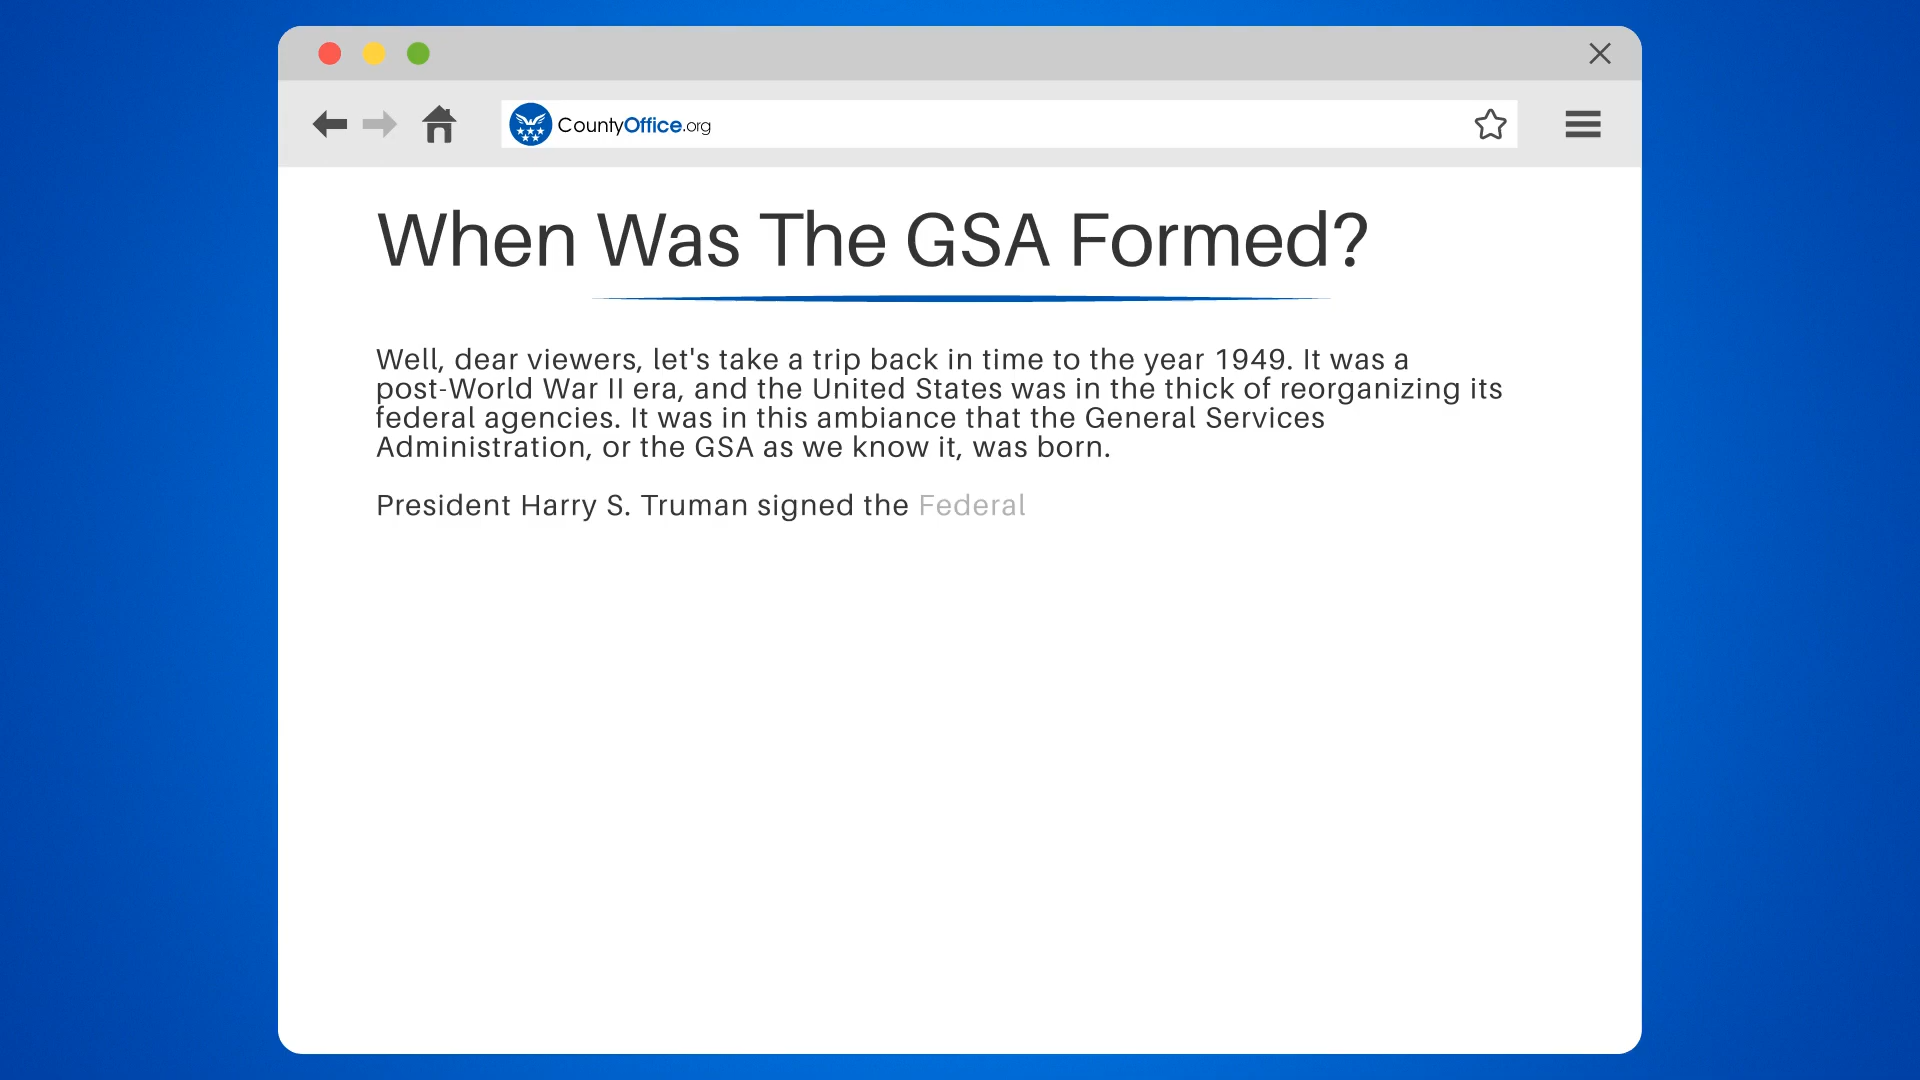 CountyOffice.org
When Was The GSA Formed?
Well, dear viewers, let's take a trip back in time to the year 1949. It was a
post-World War II era, and the United States was in the thick of reorganizing its
federal agencies. It was in this ambiance that the General Services
Administration, or the GSA as we know it, was born.
President Harry S. Truman signed the Federal